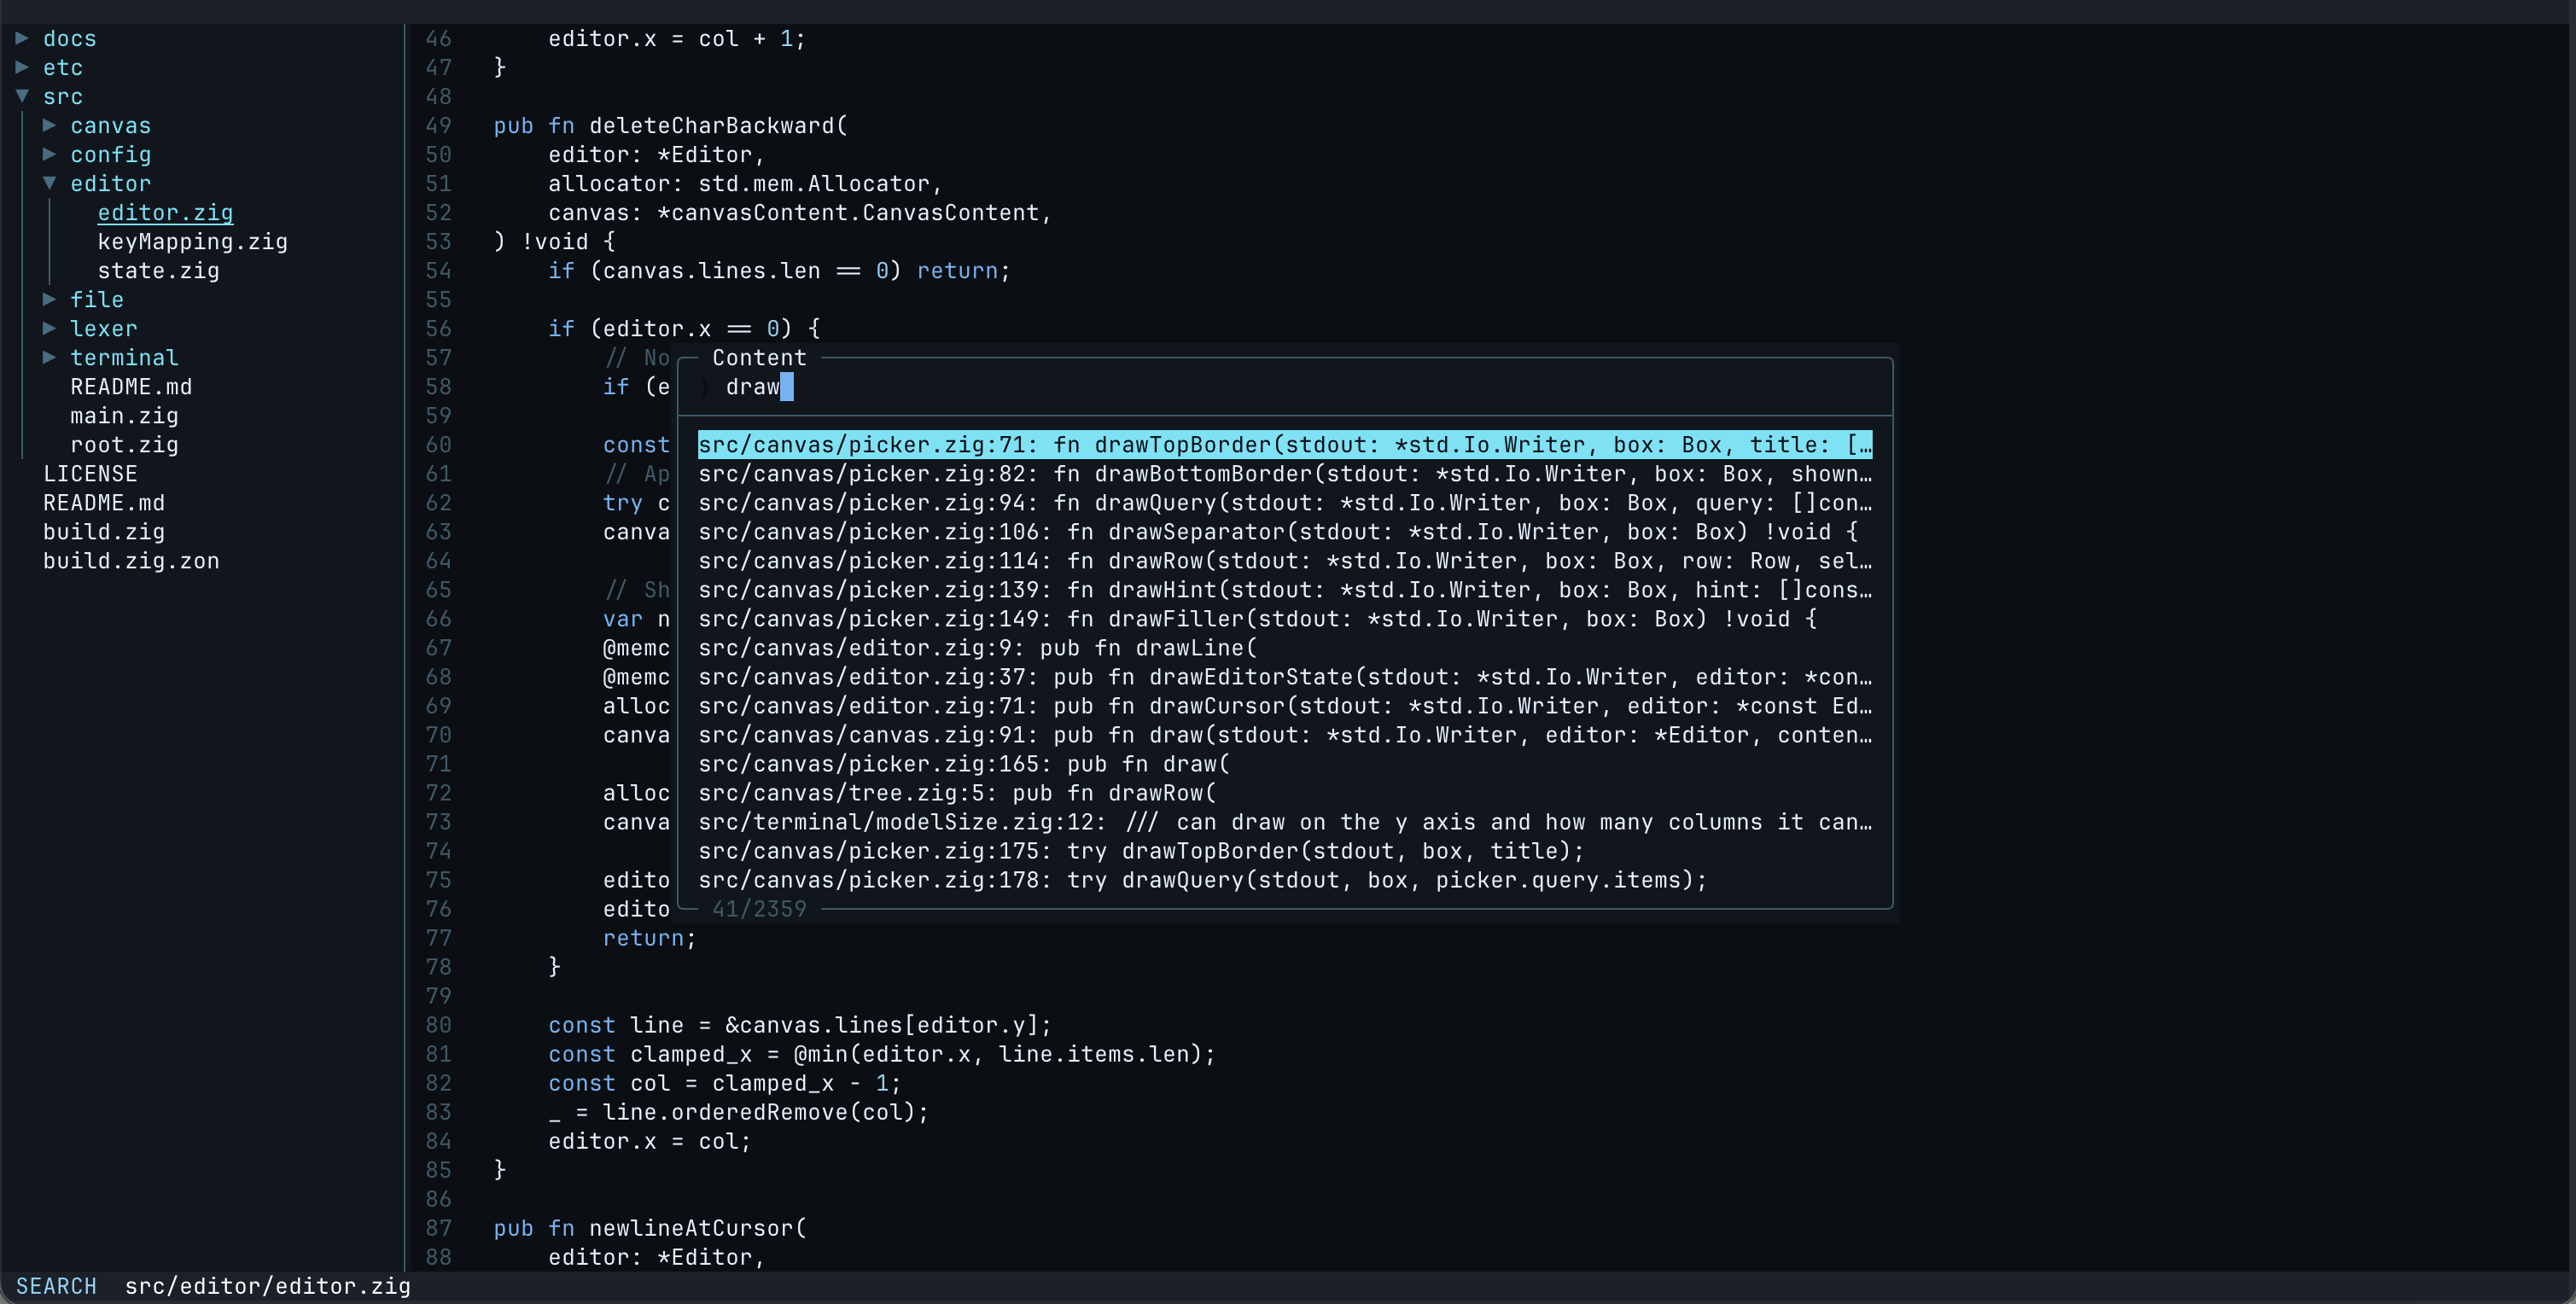 ▶ docs
▶ etc
▼ src
▶ canvas
▶ config
▼ editor
editor.zig
keyMapping.zig
state.zig
▶ file
▶ lexer
▶ terminal
README.md
main.zig
root.zig
LICENSE
README.md
build.zig
build.zig.zon
46 editor.x = col + 1;
47 }
48
49 pub fn deleteCharBackward(
50 editor: *Editor,
51 allocator: std.mem.Allocator,
52 canvas: *canvasContent.CanvasContent,
53 ) !void {
54 if (canvas.lines.len == 0) return;
55
56 if (editor.x == 0) {
57 // No
58 if (e
59
60 const
61 // Ap
62 try c
63 canva
64
65 // Sh
66 var n
67 @memc
68 @memc
69 alloc
70 canva
71
72 alloc
73 canva
74
75 edito
76 edito
77 return;
78 }
79
80 const line = &canvas.lines[editor.y];
81 const clamped_x = @min(editor.x, line.items.len);
82 const col = clamped_x - 1;
83 _ = line.orderedRemove(col);
84 editor.x = col;
85 }
86
87 pub fn newlineAtCursor(
88 editor: *Editor,
Content
draw
src/canvas/picker.zig:71: fn drawTopBorder(stdout: *std.Io.Writer, box: Box, title: […
src/canvas/picker.zig:82: fn drawBottomBorder(stdout: *std.Io.Writer, box: Box, shown…
src/canvas/picker.zig:94: fn drawQuery(stdout: *std.Io.Writer, box: Box, query: []con…
src/canvas/picker.zig:106: fn drawSeparator(stdout: *std.Io.Writer, box: Box) !void {
src/canvas/picker.zig:114: fn drawRow(stdout: *std.Io.Writer, box: Box, row: Row, sel…
src/canvas/picker.zig:139: fn drawHint(stdout: *std.Io.Writer, box: Box, hint: []cons…
src/canvas/picker.zig:149: fn drawFiller(stdout: *std.Io.Writer, box: Box) !void {
src/canvas/editor.zig:9: pub fn drawLine(
src/canvas/editor.zig:37: pub fn drawEditorState(stdout: *std.Io.Writer, editor: *con…
src/canvas/editor.zig:71: pub fn drawCursor(stdout: *std.Io.Writer, editor: *const Ed…
src/canvas/canvas.zig:91: pub fn draw(stdout: *std.Io.Writer, editor: *Editor, conten…
src/canvas/picker.zig:165: pub fn draw(
src/canvas/tree.zig:5: pub fn drawRow(
src/terminal/modelSize.zig:12: /// can draw on the y axis and how many columns it can…
src/canvas/picker.zig:175: try drawTopBorder(stdout, box, title);
src/canvas/picker.zig:178: try drawQuery(stdout, box, picker.query.items);
41/2359
SEARCH src/editor/editor.zig